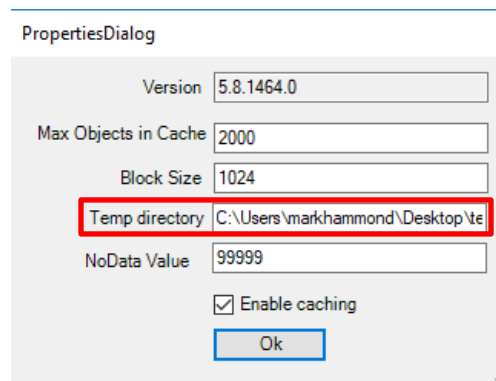 PropertiesDialog
Version 5.8.1464.0
Max Objects in Cache 2000
Block Size 1024
Temp directory C:\Users\markhammond\Desktop\te
NoData Value 99999
Enable caching
Ok